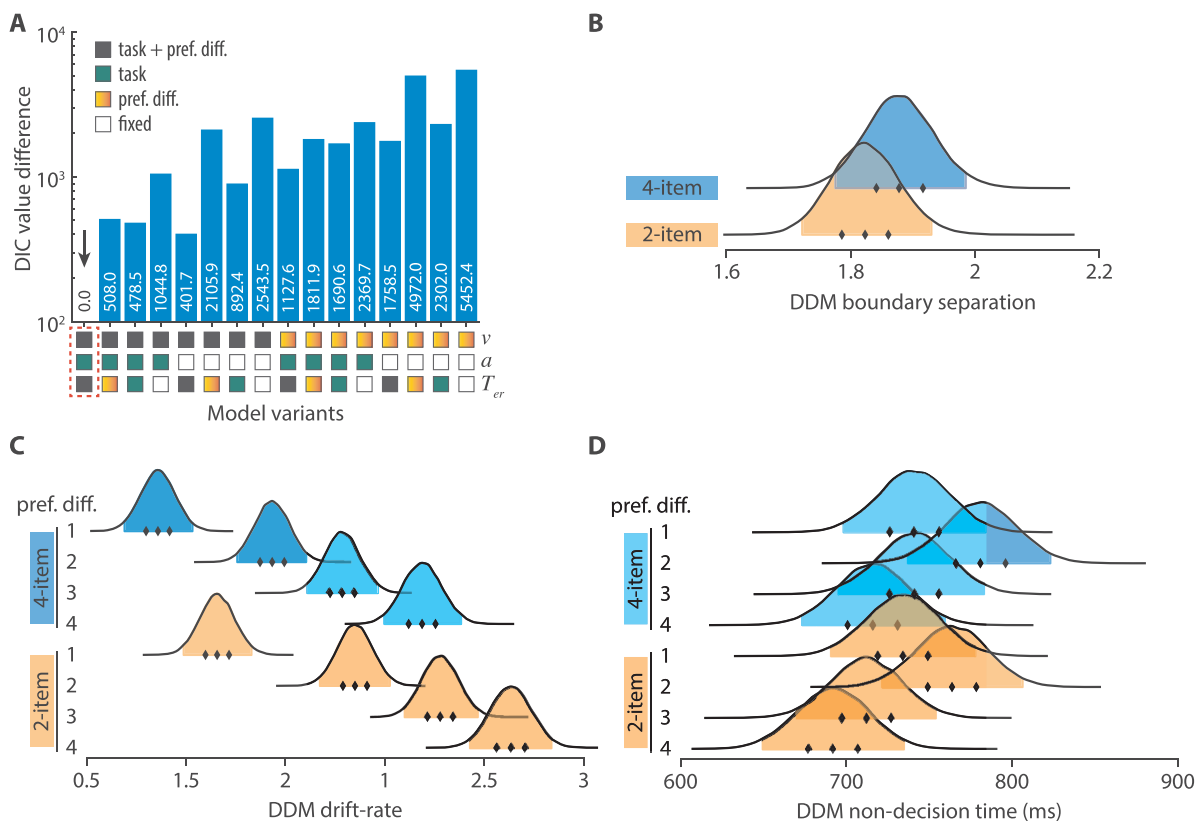 A
10⁴
10³
10²
DIC value difference
task + pref. diff.
task
pref. diff.
fixed
0.0
508.0
478.5
1044.8
401.7
2105.9
892.4
2543.5
1127.6
1811.9
1690.6
2369.7
1758.5
4972.0
2302.0
5452.4
v
a
T_er
Model variants
B
4-item
2-item
1.6 1.8 2 2.2
DDM boundary separation
C
pref. diff.
4-item
1
2
3
4
2-item
1
2
3
4
0.5 1.5 2 1 2.5 3
DDM drift-rate
D
pref. diff.
4-item
1
2
3
4
2-item
1
2
3
4
600 700 800 900
DDM non-decision time (ms)